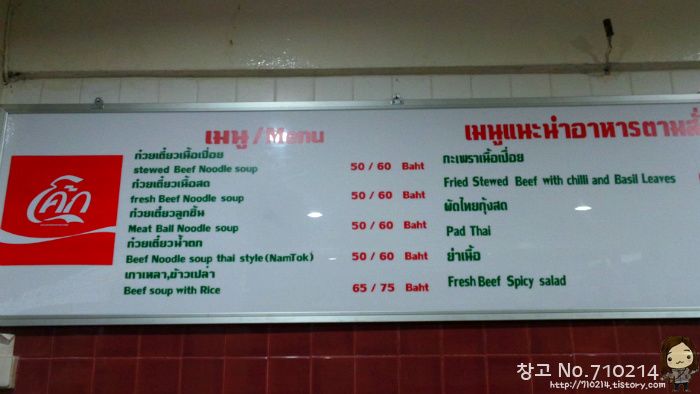 โค้ก
เมนู / Menu
ก๋วยเตี๋ยวเนื้อเปื่อย
stewed Beef Noodle soup 50 / 60 Baht
ก๋วยเตี๋ยวเนื้อสด
fresh Beef Noodle soup 50 / 60 Baht
ก๋วยเตี๋ยวลูกชิ้น
Meat Ball Noodle soup 50 / 60 Baht
ก๋วยเตี๋ยวน้ำตก
Beef Noodle soup thai style (NamTok) 50 / 60 Baht
เกาเหลา,ข้าวเปล่า
Beef soup with Rice 65 / 75 Baht
เมนูแนะนำอาหารตามสั่
กะเพราเนื้อเปื่อย
Fried Stewed Beef with chilli and Basil Leaves
ผัดไทยกุ้งสด
Pad Thai
ยำเนื้อ
Fresh Beef Spicy salad
창고 No.710214
http://710214.tistory.com/